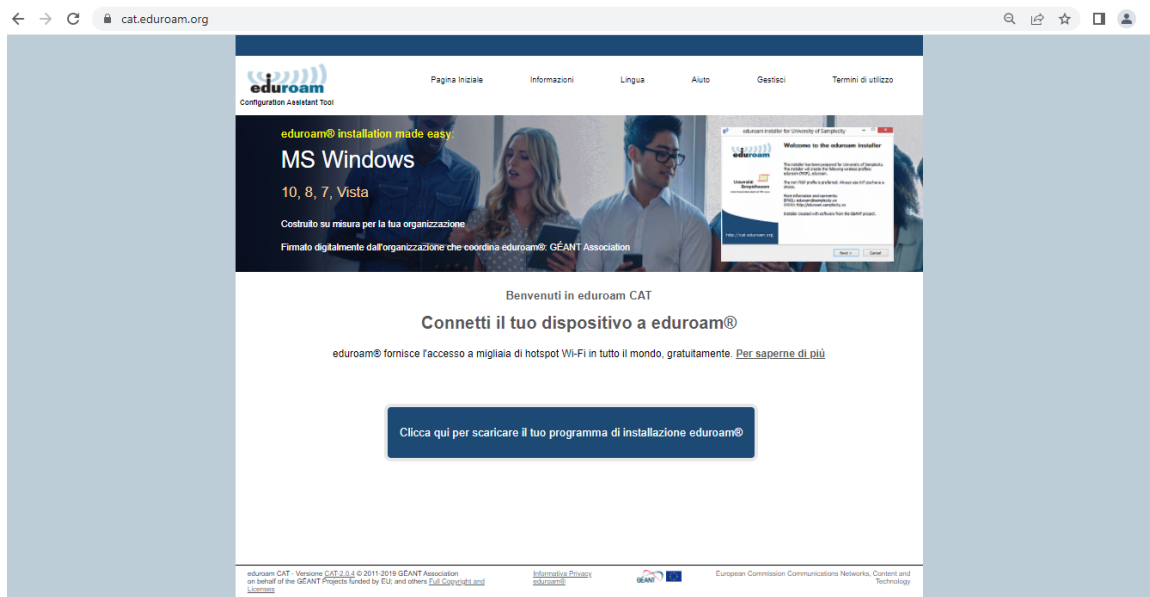 cat.eduroam.org
eduroam
Configuration Assistant Tool
Pagina Iniziale Informazioni Lingua Aiuto Gestisci Termini di utilizzo
eduroam® installation made easy:
MS Windows
10, 8, 7, Vista
Costruito su misura per la tua organizzazione
Firmato digitalmente dall'organizzazione che coordina eduroam®: GÉANT Association
eduroam installer for University of Samplecity
eduroam
Welcome to the eduroam installer
Next > Cancel
Benvenuti in eduroam CAT
Connetti il tuo dispositivo a eduroam®
eduroam® fornisce l'accesso a migliaia di hotspot Wi-Fi in tutto il mondo, gratuitamente. Per saperne di più
Clicca qui per scaricare il tuo programma di installazione eduroam®
eduroam CAT - Versione CAT-2.0.4 © 2011-2019 GÉANT Association
on behalf of the GÉANT Projects funded by EU; and others Full Copyright and
Licenses
Informativa Privacy
eduroam®
GÉANT
European Commission Communications Networks, Content and
Technology